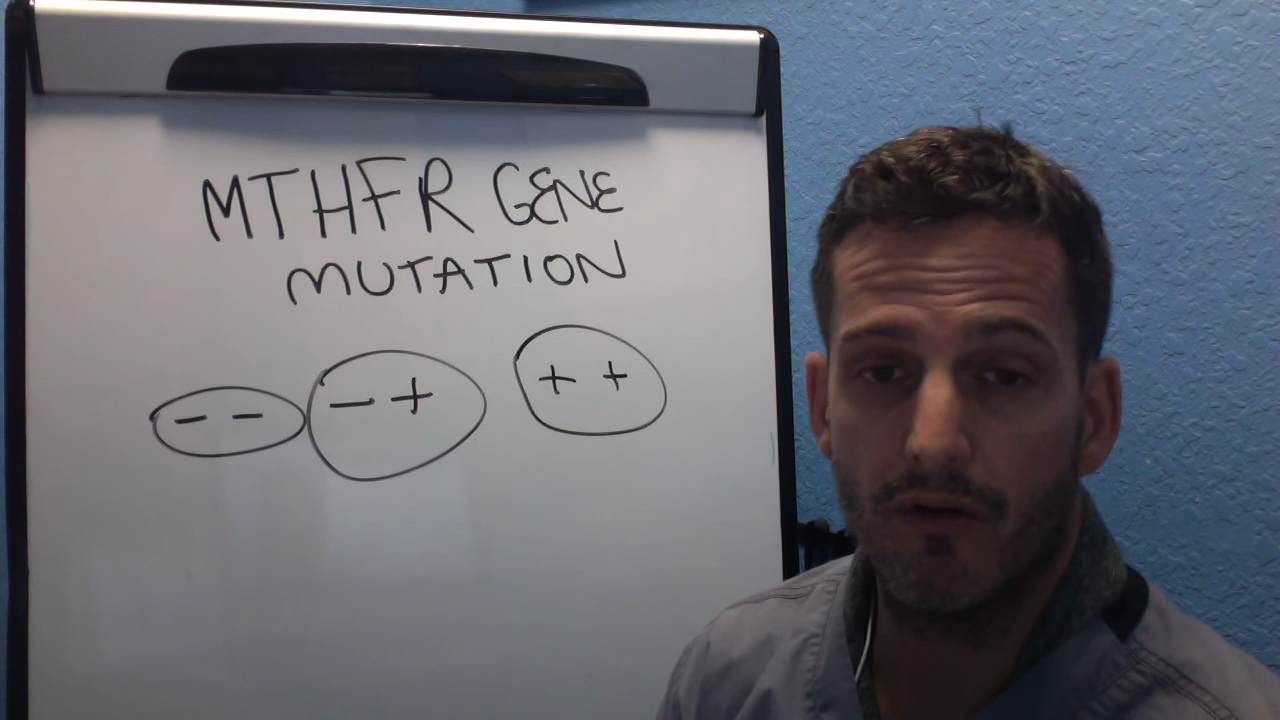 MTHFR GENE
MUTATION
-- -+ ++